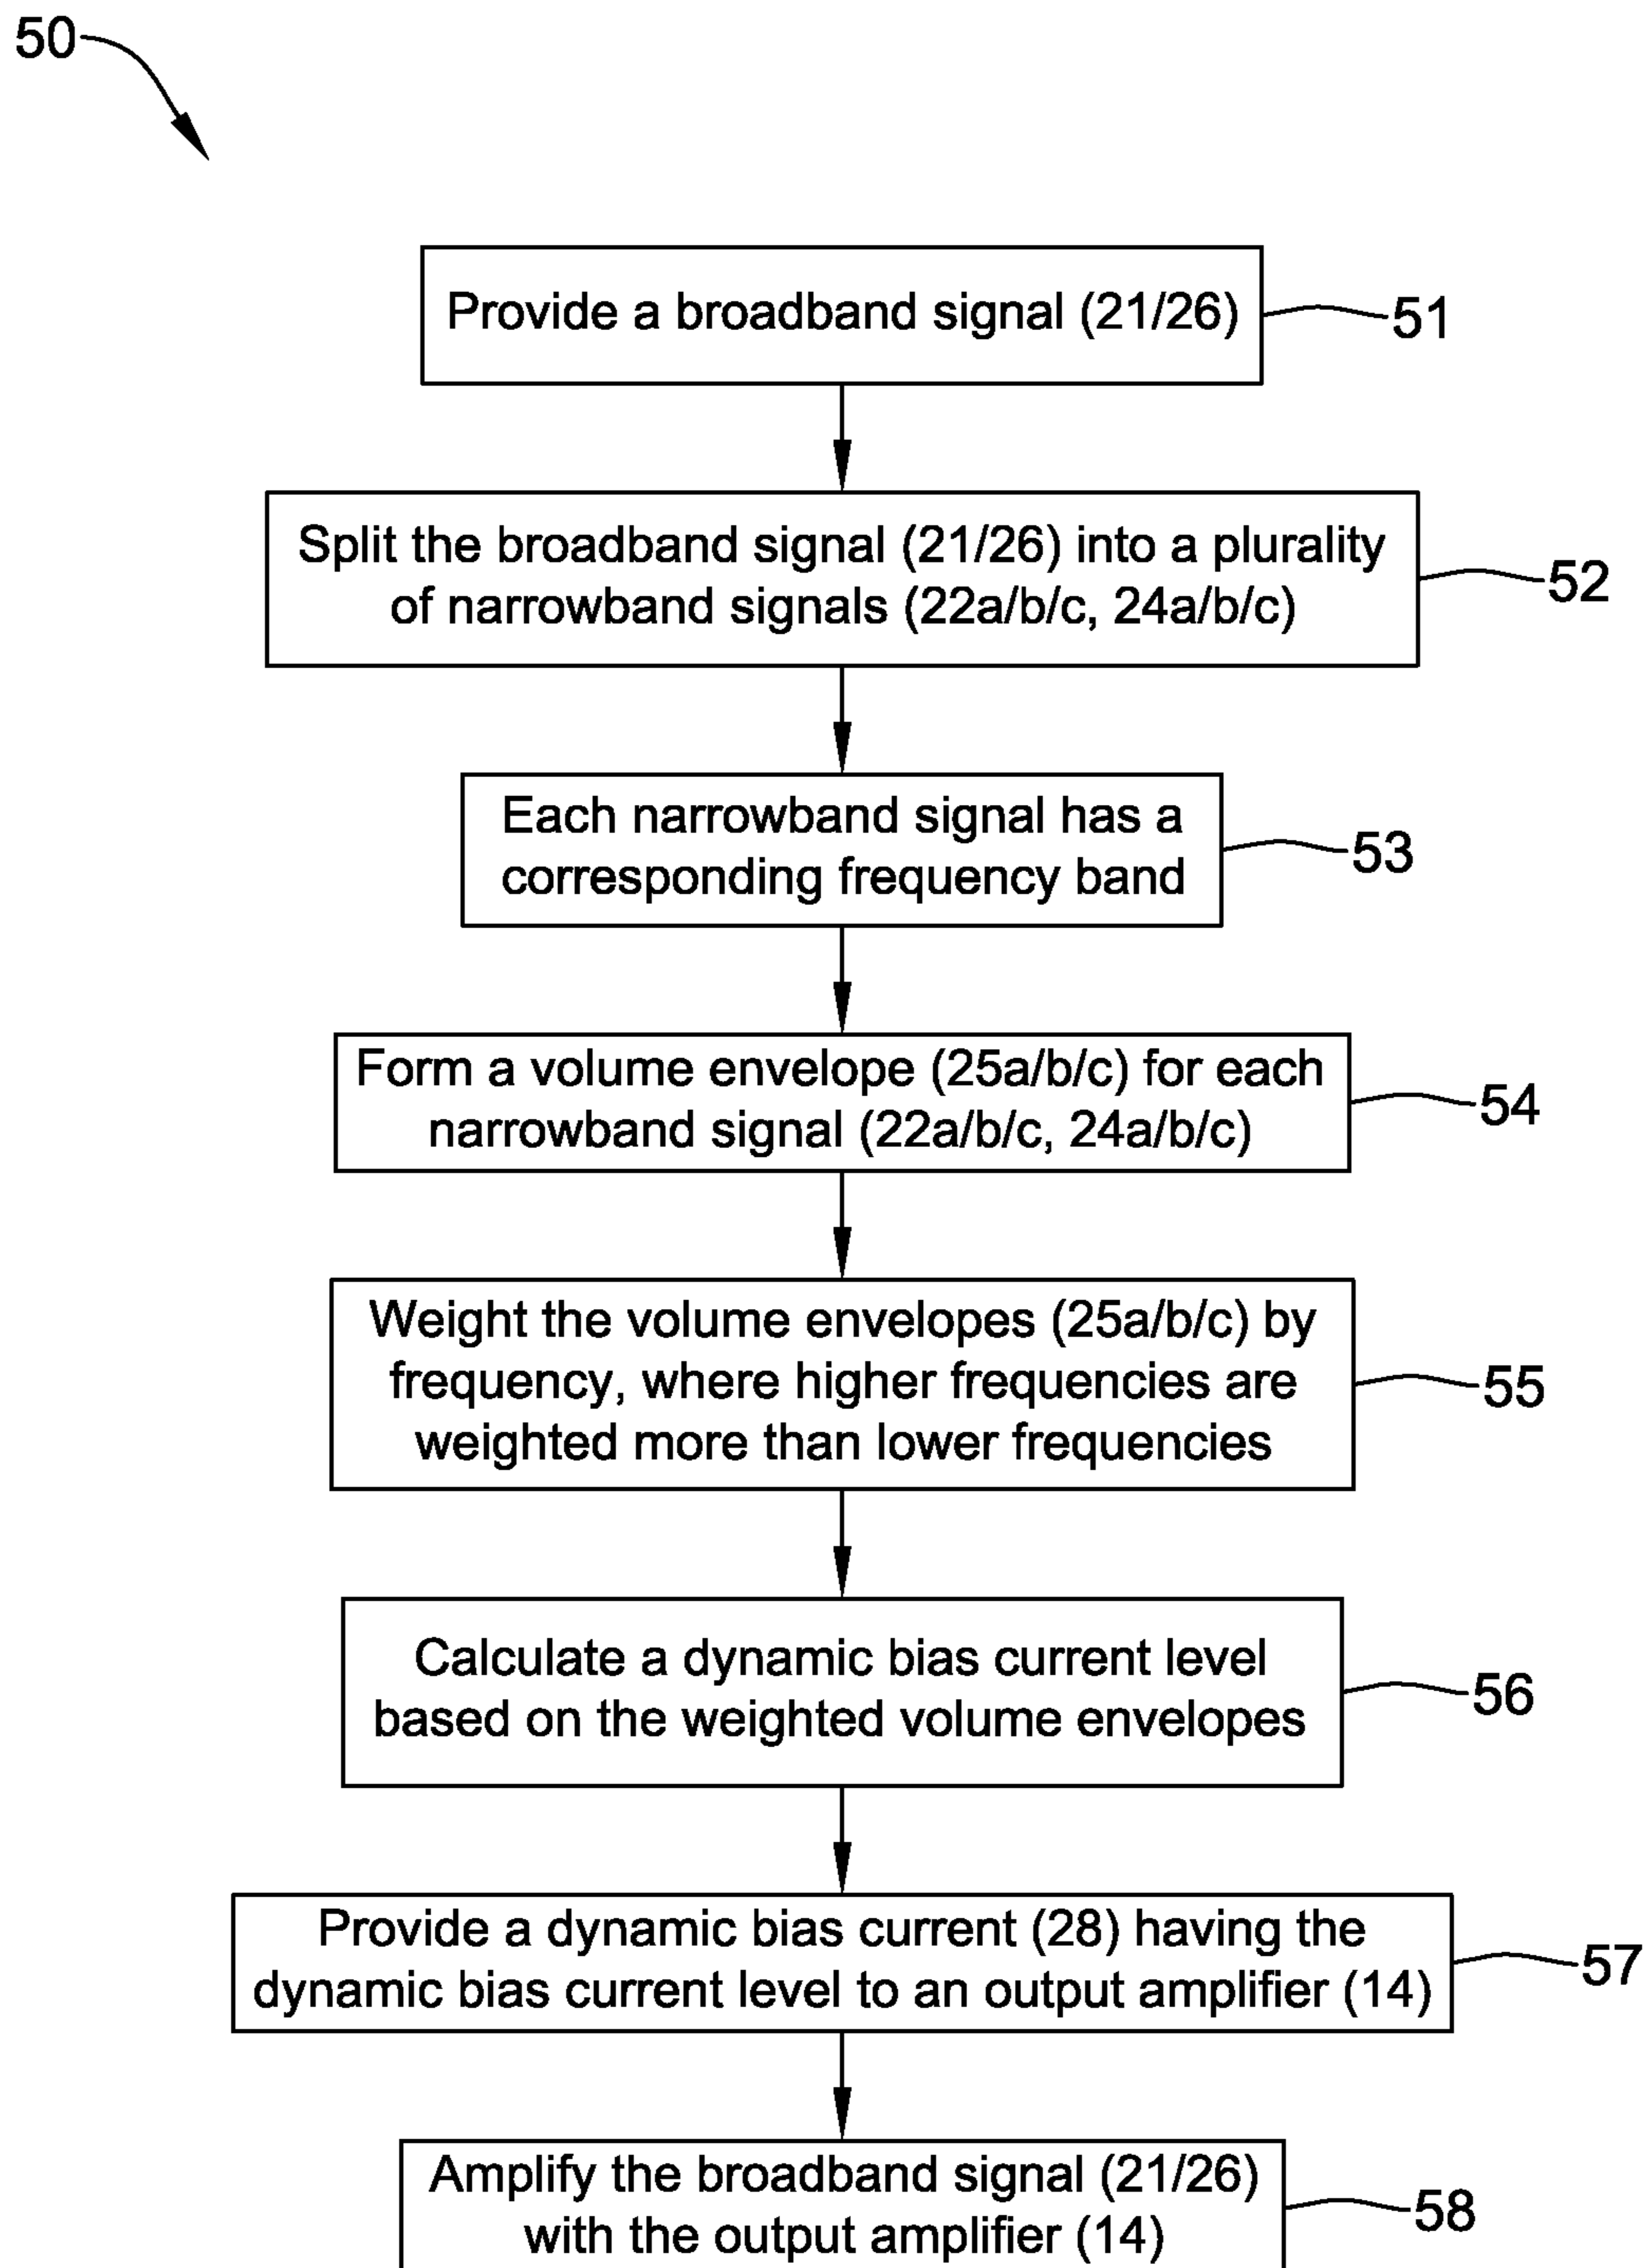 50
Provide a broadband signal (21/26)
51
Split the broadband signal (21/26) into a plurality
of narrowband signals (22a/b/c, 24a/b/c)
52
Each narrowband signal has a
corresponding frequency band
53
Form a volume envelope (25a/b/c) for each
narrowband signal (22a/b/c, 24a/b/c)
54
Weight the volume envelopes (25a/b/c) by
frequency, where higher frequencies are
weighted more than lower frequencies
55
Calculate a dynamic bias current level
based on the weighted volume envelopes
56
Provide a dynamic bias current (28) having the
dynamic bias current level to an output amplifier (14)
57
Amplify the broadband signal (21/26)
with the output amplifier (14)
58